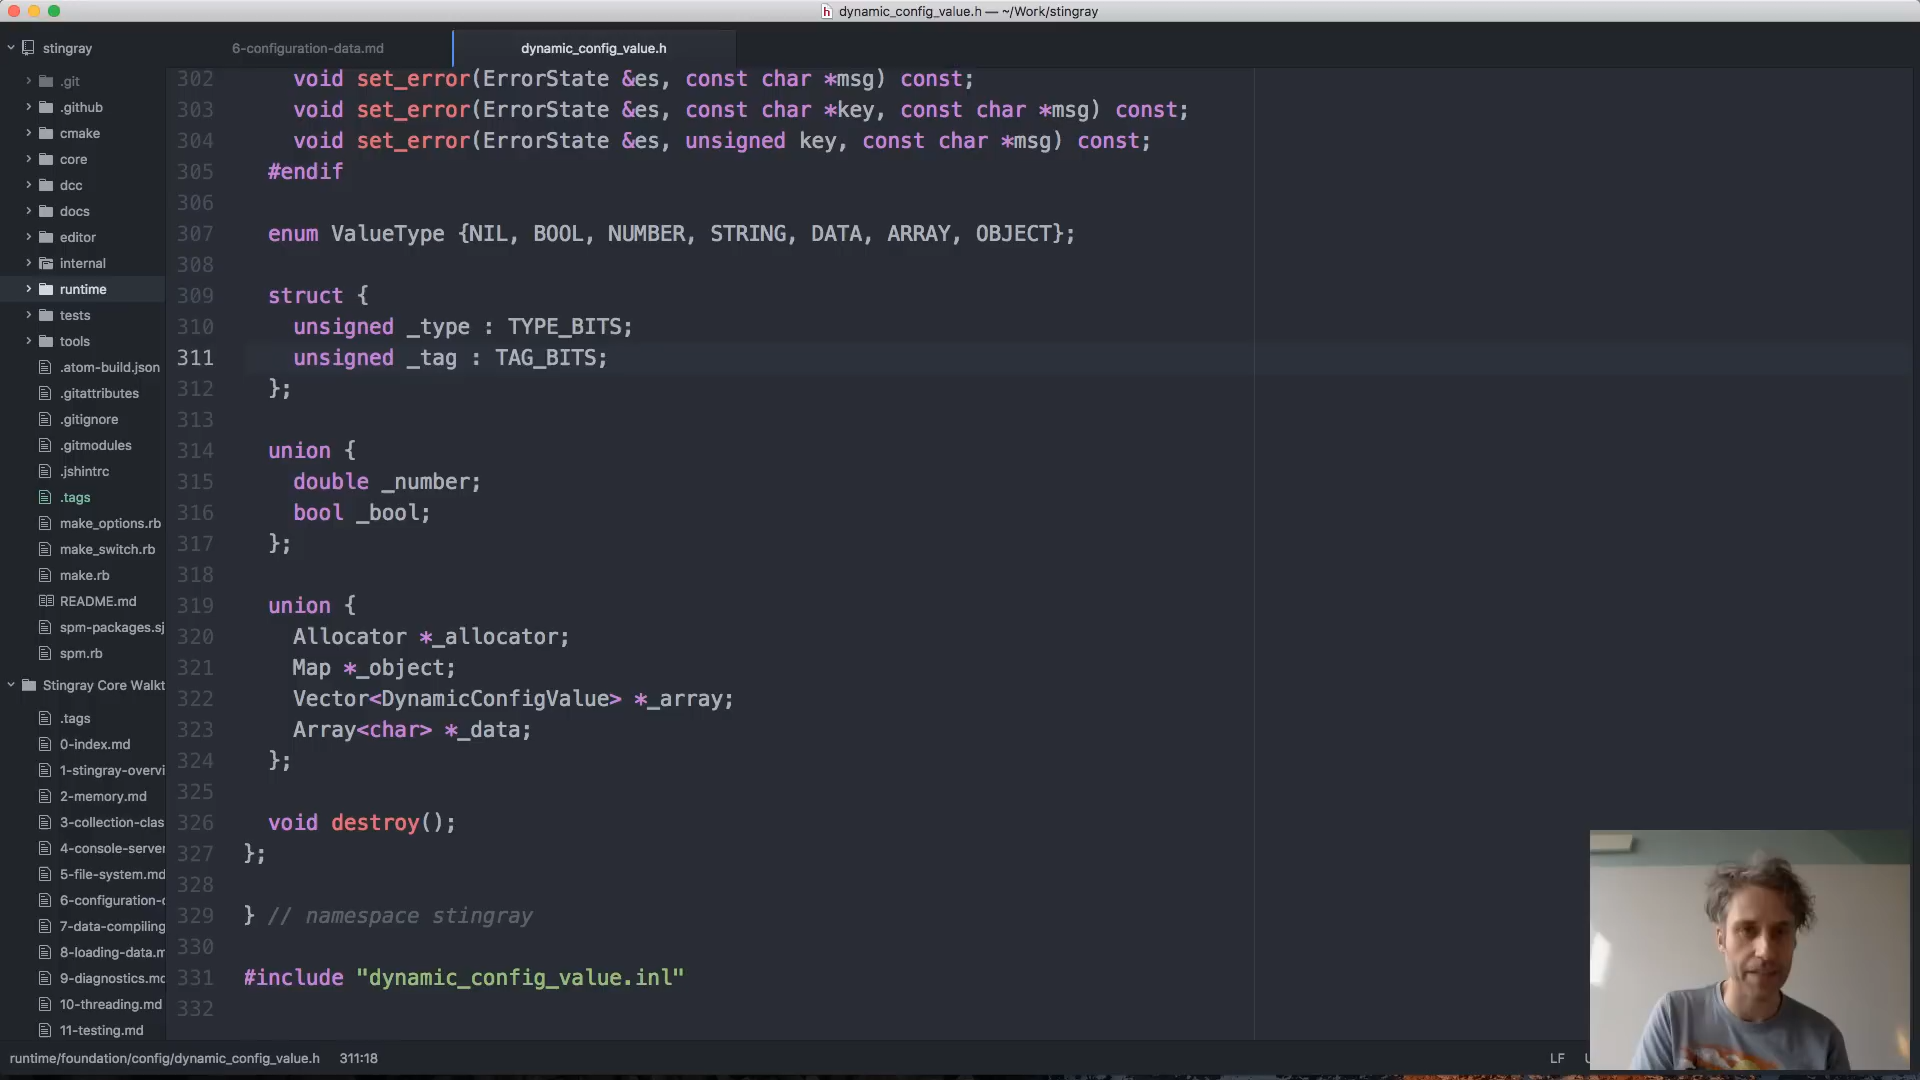 dynamic_config_value.h — ~/Work/stingray
stingray
6-configuration-data.md
dynamic_config_value.h
.git
.github
cmake
core
dcc
docs
editor
internal
runtime
tests
tools
.atom-build.json
.gitattributes
.gitignore
.gitmodules
.jshintrc
.tags
make_options.rb
make_switch.rb
make.rb
README.md
spm-packages.sj
spm.rb
Stingray Core Walkt
.tags
0-index.md
1-stingray-overvi
2-memory.md
3-collection-clas
4-console-server
5-file-system.md
6-configuration-
7-data-compiling
8-loading-data.m
9-diagnostics.md
10-threading.md
11-testing.md
302 void set_error(ErrorState &es, const char *msg) const;
303 void set_error(ErrorState &es, const char *key, const char *msg) const;
304 void set_error(ErrorState &es, unsigned key, const char *msg) const;
305 #endif
306
307 enum ValueType {NIL, BOOL, NUMBER, STRING, DATA, ARRAY, OBJECT};
308
309 struct {
310 unsigned _type : TYPE_BITS;
311 unsigned _tag : TAG_BITS;
312 };
313
314 union {
315 double _number;
316 bool _bool;
317 };
318
319 union {
320 Allocator *_allocator;
321 Map *_object;
322 Vector<DynamicConfigValue> *_array;
323 Array<char> *_data;
324 };
325
326 void destroy();
327 };
328
329 } // namespace stingray
330
331 #include "dynamic_config_value.inl"
332
runtime/foundation/config/dynamic_config_value.h 311:18
LF